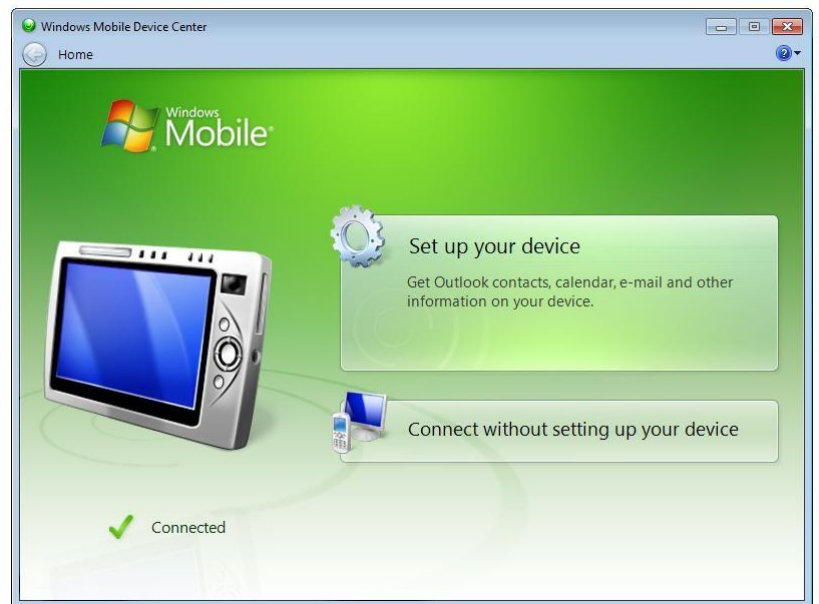 Windows Mobile Device Center
Home
Windows
Mobile®
Set up your device
Get Outlook contacts, calendar, e-mail and other
information on your device.
Connect without setting up your device
Connected